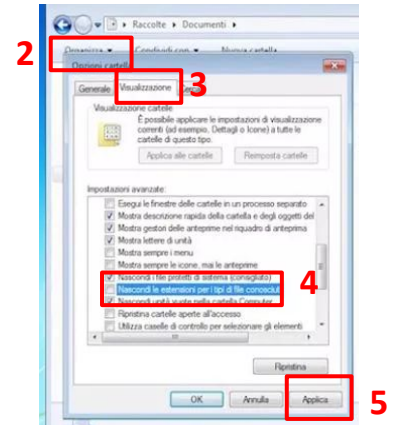 Raccolte ▸ Documenti ▸
2
Organizza ▾ Condividi con ▾ Nuova cartella
Opzioni cartella
3
Generale Visualizzazione
Visualizzazione cartelle
È possibile applicare le impostazioni di visualizzazione
correnti (ad esempio, Dettagli o Icone) a tutte le
cartelle di questo tipo.
Applica alle cartelle Reimposta cartelle
Impostazioni avanzate:
Esegui le finestre delle cartelle in un processo separato
Mostra descrizione rapida della cartella e degli oggetti del
Mostra gestori delle anteprime nel riquadro di anteprima
Mostra lettere di unità
Mostra sempre i menu
Mostra sempre le icone, mai le anteprime
Nascondi i file protetti di sistema (consigliato)
Nascondi le estensioni per i tipi di file conosciuti
4
Nascondi unità vuote nella cartella Computer
Ripristina cartelle aperte all'accesso
Utilizza caselle di controllo per selezionare gli elementi
Ripristina
OK Annulla Applica
5